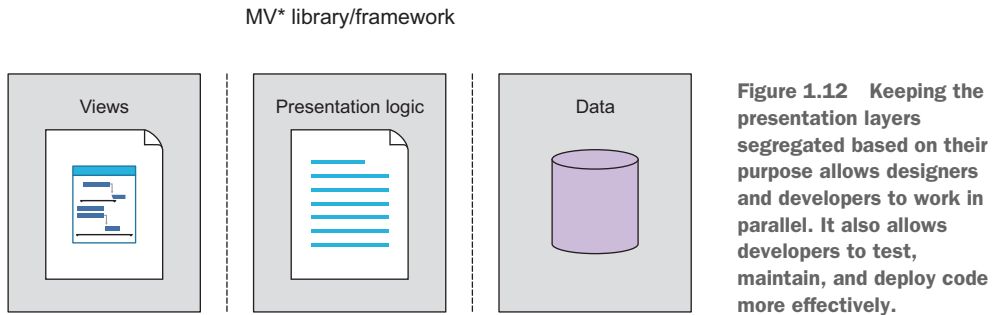 MV* library/framework
Views
Presentation logic
Data
Figure 1.12 Keeping the
presentation layers
segregated based on their
purpose allows designers
and developers to work in
parallel. It also allows
developers to test,
maintain, and deploy code
more effectively.